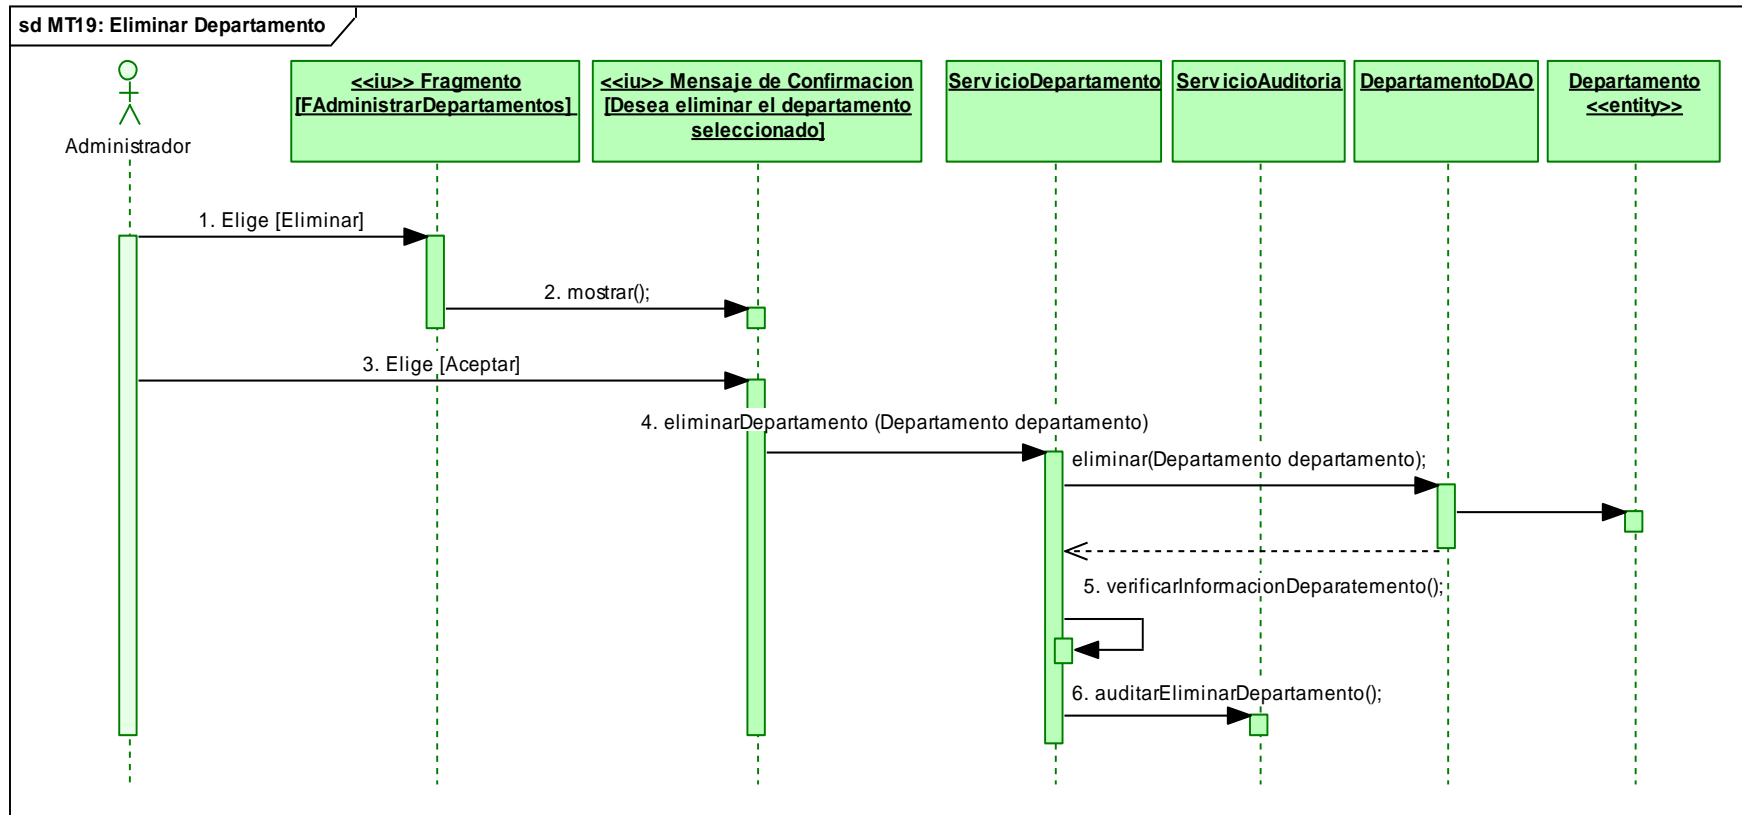 sd MT19: Eliminar Departamento
Administrador
<<iu>> Fragmento
[FAdministrarDepartamentos]
<<iu>> Mensaje de Confirmacion
[Desea eliminar el departamento
seleccionado]
ServicioDepartamento
ServicioAuditoria
DepartamentoDAO
Departamento
<<entity>>
1. Elige [Eliminar]
2. mostrar();
3. Elige [Aceptar]
4. eliminarDepartamento (Departamento departamento)
eliminar(Departamento departamento);
5. verificarInformacionDeparatemento();
6. auditarEliminarDepartamento();